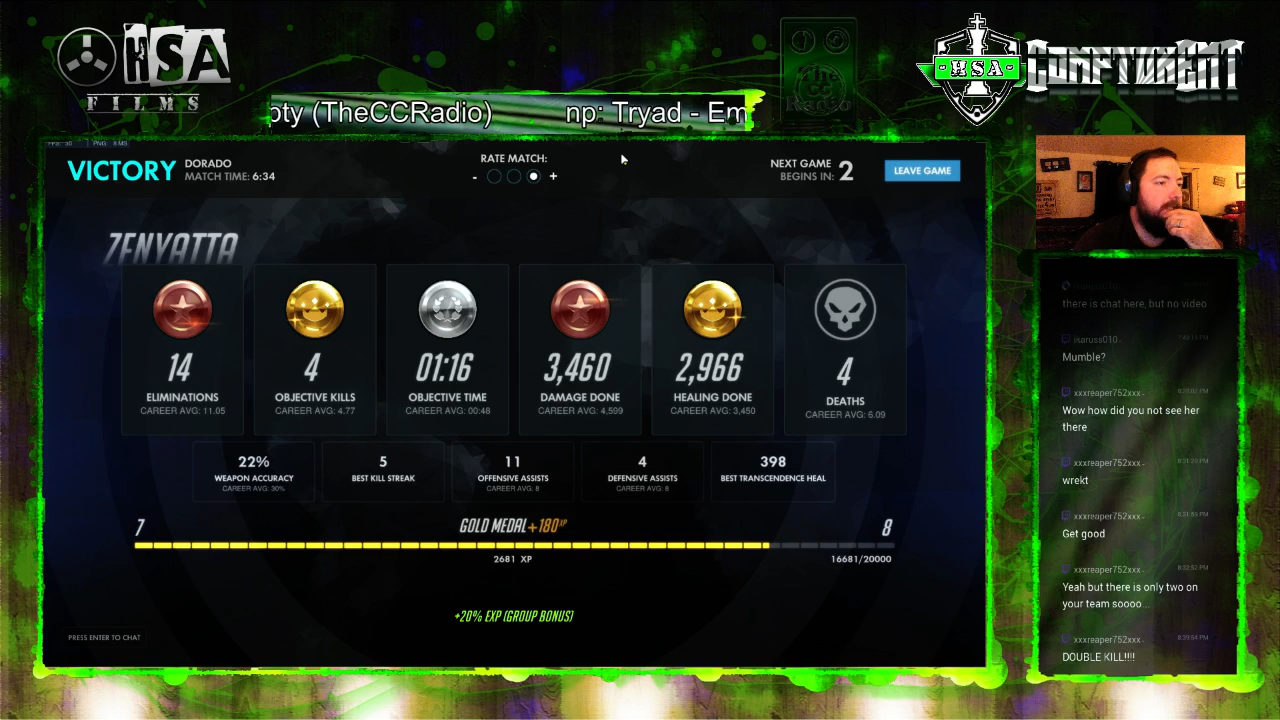 HSA
FILMS
The CC
Radio
pty (TheCCRadio) np: Tryad - Em
HSA
VICTORY
DORADO
MATCH TIME: 6:34
RATE MATCH:
- +
NEXT GAME
BEGINS IN: 2
LEAVE GAME
ZENYATTA
14
ELIMINATIONS
CAREER AVG: 11.05
4
OBJECTIVE KILLS
CAREER AVG: 4.77
01:16
OBJECTIVE TIME
CAREER AVG: 00:48
3,460
DAMAGE DONE
CAREER AVG: 4,599
2,966
HEALING DONE
CAREER AVG: 3,450
4
DEATHS
CAREER AVG: 6.09
22%
WEAPON ACCURACY
CAREER AVG: 30%
5
BEST KILL STREAK
11
OFFENSIVE ASSISTS
CAREER AVG: 8
4
DEFENSIVE ASSISTS
CAREER AVG: 8
398
BEST TRANSCENDENCE HEAL
7
GOLD MEDAL +180 XP
8
2681 XP
16681/20000
+20% EXP (GROUP BONUS)
PRESS ENTER TO CHAT
there is chat here, but no video
ikaruss010
Mumble?
xxxreaper752xxx
Wow how did you not see her
there
xxxreaper752xxx
wrekt
xxxreaper752xxx
Get good
xxxreaper752xxx
Yeah but there is only two on
your team soooo...
xxxreaper752xxx
DOUBLE KILL!!!!